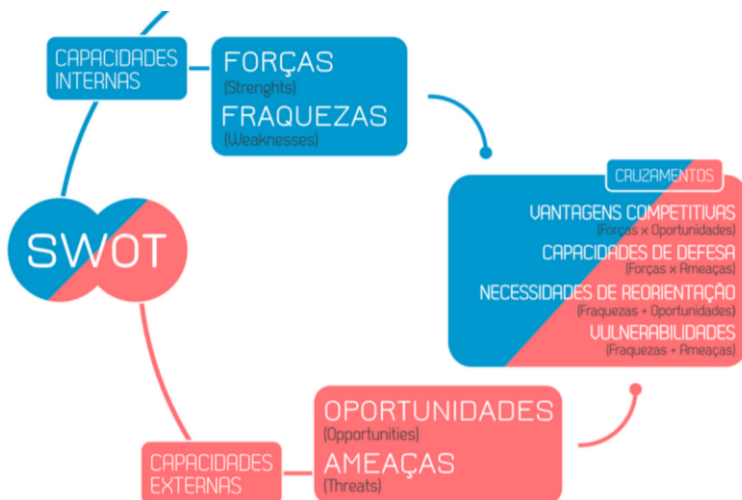 CAPACIDADES
INTERNAS
FORÇAS
(Strenghts)
FRAQUEZAS
(Weaknesses)
SWOT
CRUZAMENTOS
VANTAGENS COMPETITIVAS
(Forças x Oportunidades)
CAPACIDADES DE DEFESA
(Forças x Ameaças)
NECESSIDADES DE REORIENTAÇÃO
(Fraquezas + Oportunidades)
VULNERABILIDADES
(Fraquezas + Ameaças)
OPORTUNIDADES
(Opportunities)
AMEAÇAS
(Threats)
CAPACIDADES
EXTERNAS